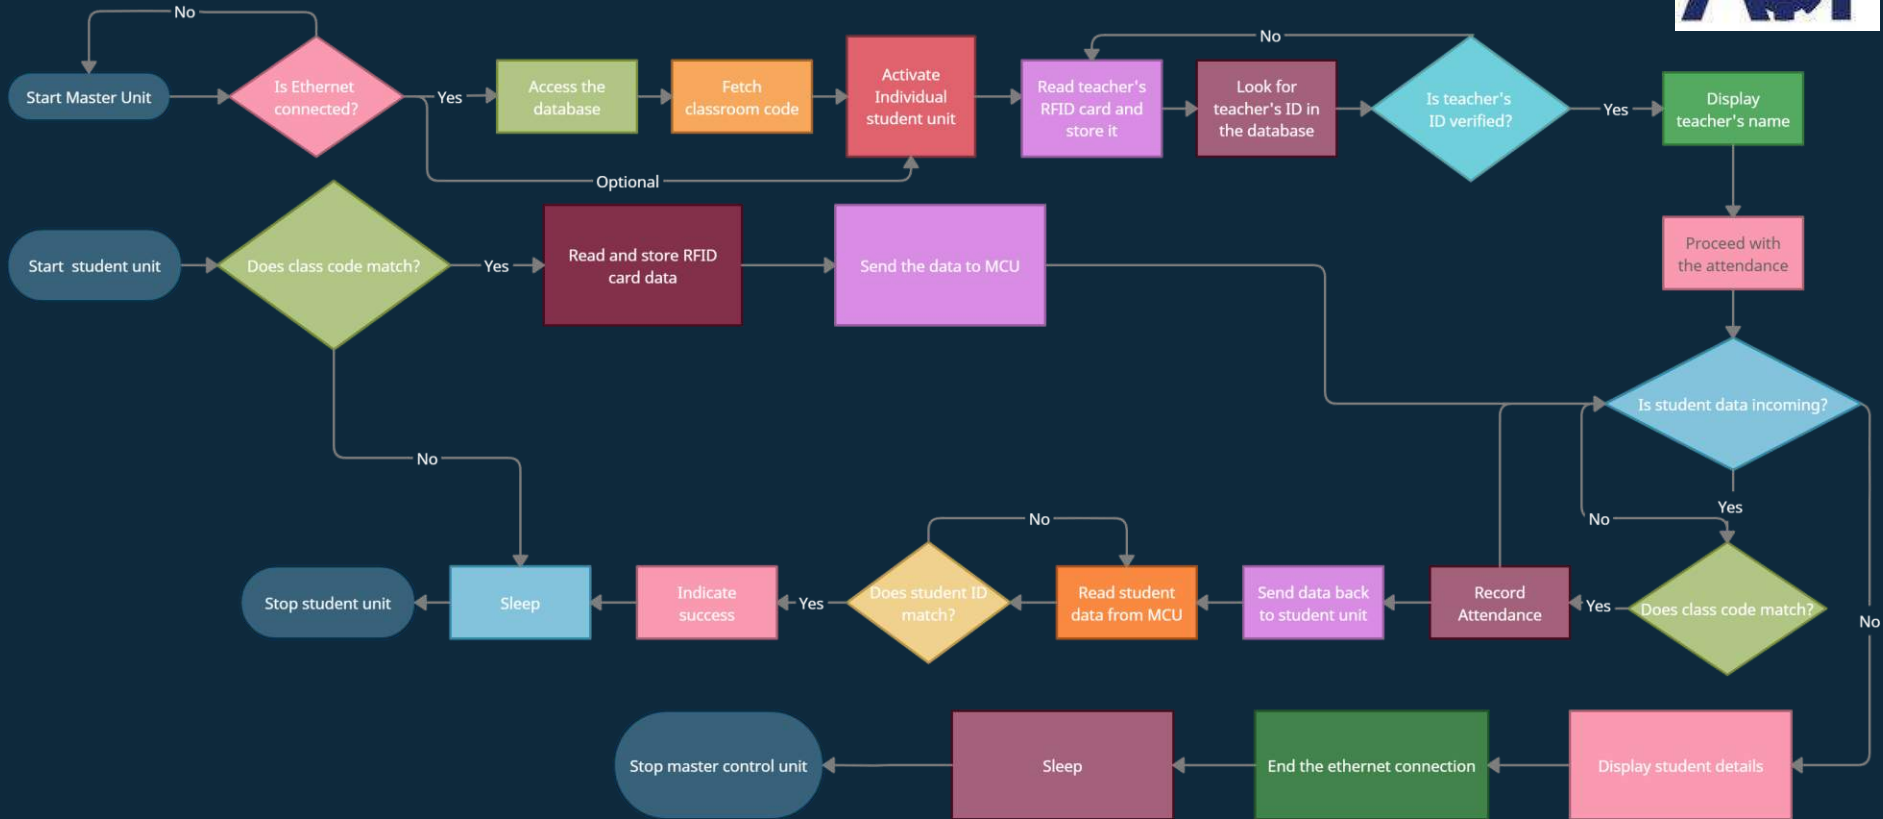 No
No
Start Master Unit
Is Ethernet
connected?
Yes
Access the
database
Fetch
classroom code
Activate
Individual
student unit
Read teacher's
RFID card and
store it
Look for
teacher's ID in
the database
Is teacher's
ID verified?
Yes
Display
teacher's name
Optional
Start student unit
Does class code match?
Yes
Read and store RFID
card data
Send the data to MCU
Proceed with
the attendance
Is student data incoming?
No
No
Yes
No
Stop student unit
Sleep
Indicate
success
Yes
Does student ID
match?
Read student
data from MCU
Send data back
to student unit
Record
Attendance
Yes
Does class code match?
No
Stop master control unit
Sleep
End the ethernet connection
Display student details